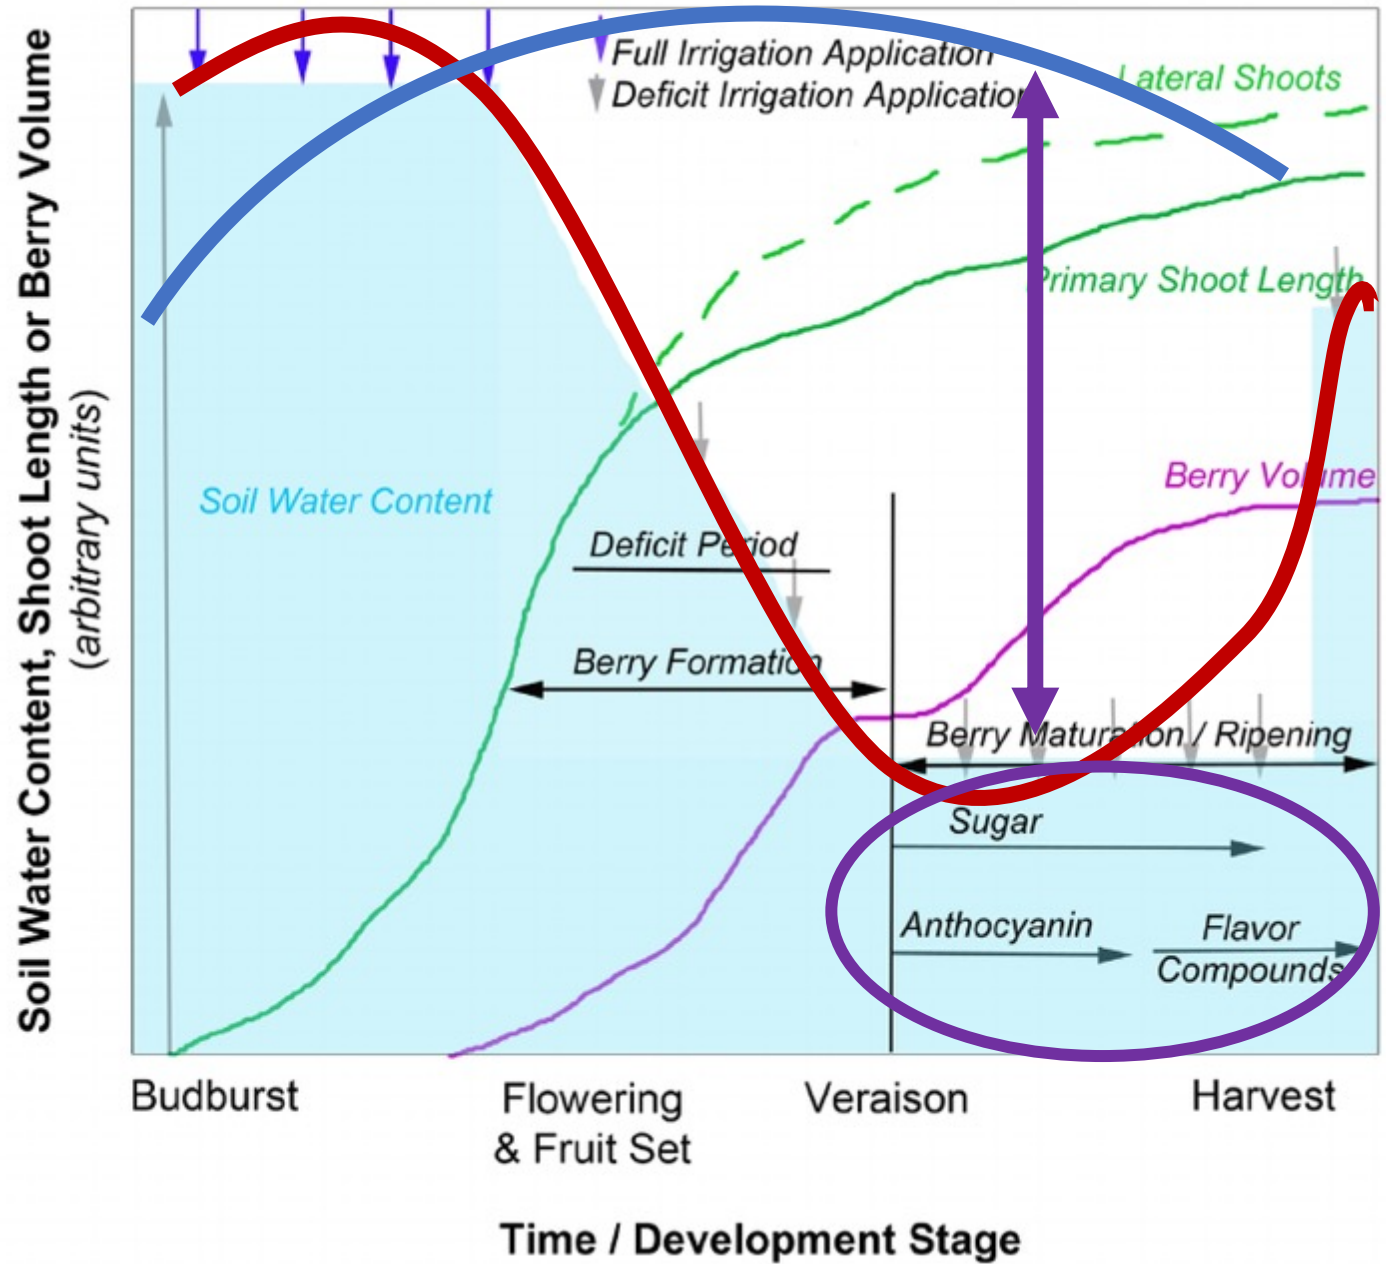 Soil Water Content, Shoot Length or Berry Volume
(arbitrary units)
Full Irrigation Application
Deficit Irrigation Application
Lateral Shoots
Primary Shoot Length
Soil Water Content
Berry Volume
Deficit Period
Berry Formation
Berry Maturation / Ripening
Sugar
Anthocyanin
Flavor
Compounds
Budburst
Flowering
& Fruit Set
Veraison
Harvest
Time / Development Stage